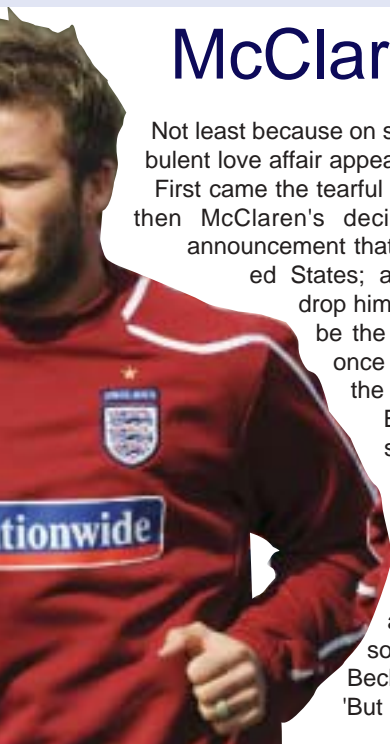 McClar
Not least because on s
bulent love affair appea
First came the tearful
then McClaren's deci
announcement that
ed States; a
drop him
be the
once
the
E
s
tionwide
a
so
Becl
'But